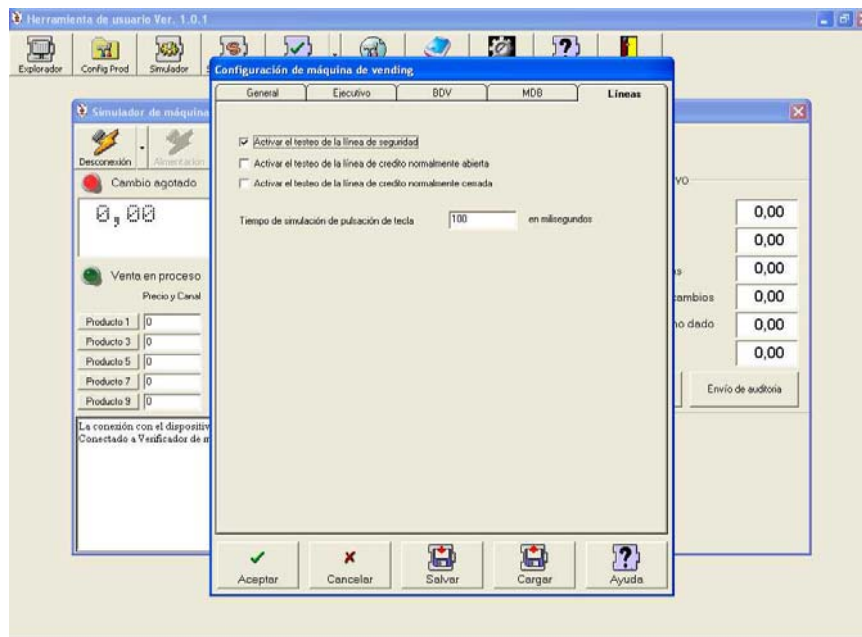 Herramienta de usuario Ver. 1.0.1
Explorador
Config Prod
Simulador
Configuración de máquina de vending
General
Ejecutivo
BDV
MDB
Líneas
Simulador de máquina
Desconexión
Alimentación
Cambio agotado
0,00
Venta en proceso
Precio y Canal
Producto 1 0
Producto 3 0
Producto 5 0
Producto 7 0
Producto 9 0
La conexión con el dispositiv
Conectado a Verificador de m
Activar el testeo de la línea de seguridad
Activar el testeo de la línea de credito normalmente abierta
Activar el testeo de la línea de credito normalmente cerrada
Tiempo de simulación de pulsación de tecla 100 en milisegundos
VO
0,00
0,00
0,00
cambios 0,00
no dado 0,00
0,00
Envío de auditoria
Aceptar
Cancelar
Salvar
Cargar
Ayuda